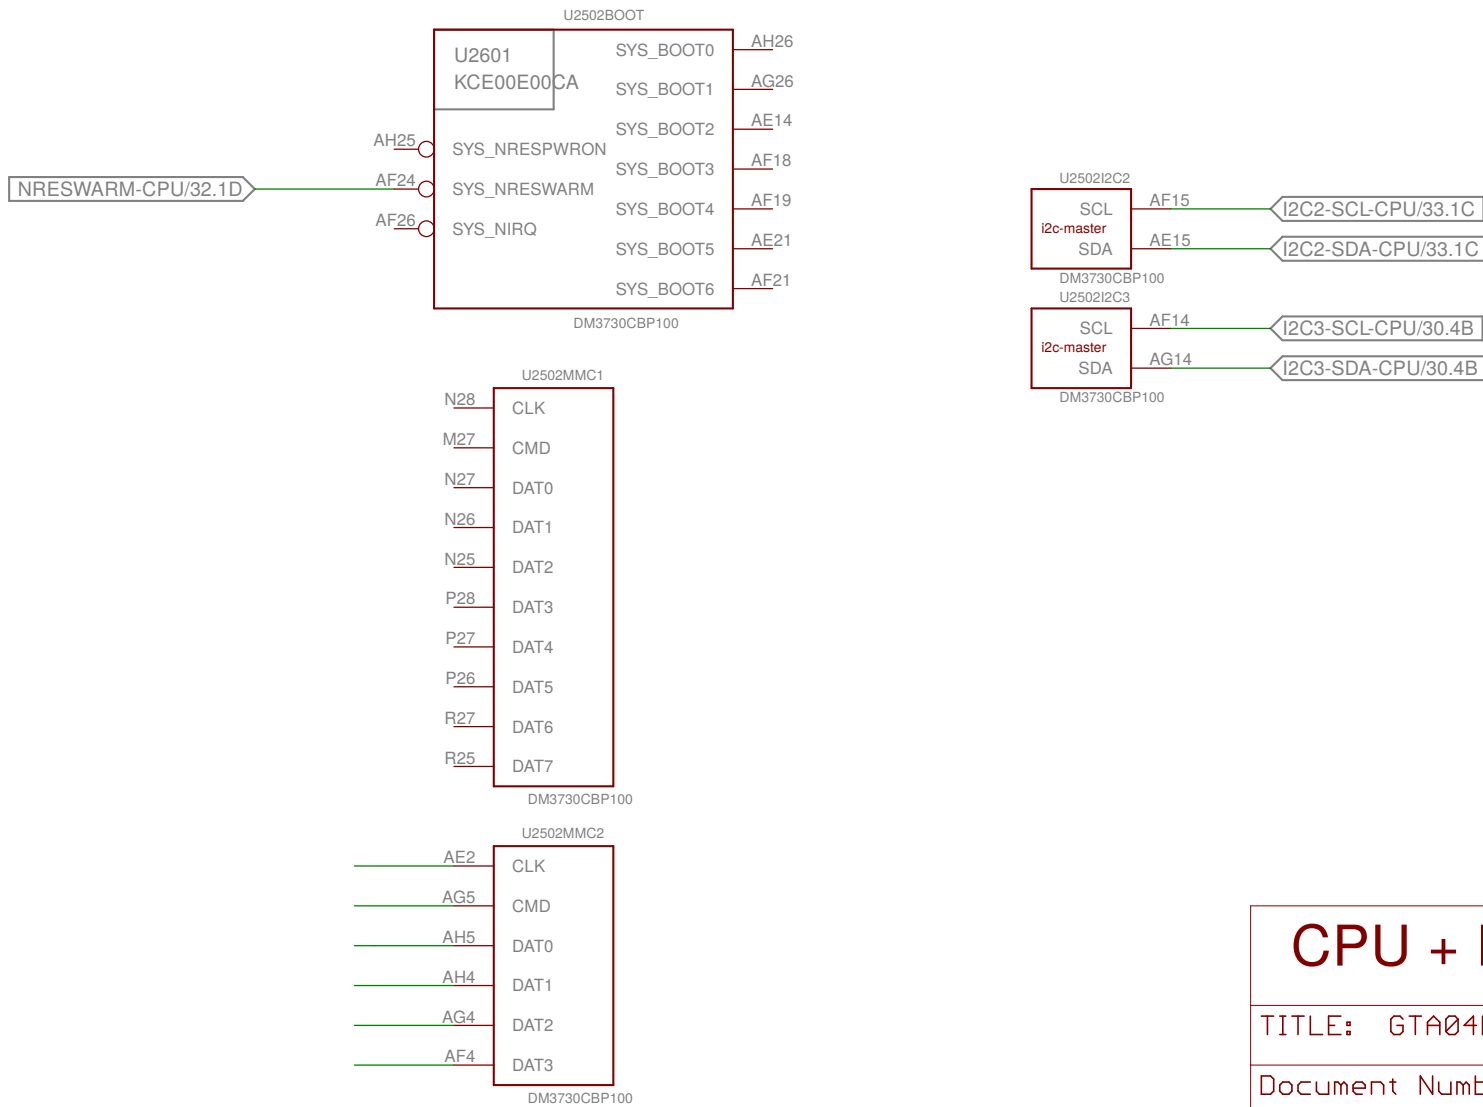 U2502BOOT
U2601
KCE00E00CA
SYS_BOOT0 AH26
SYS_BOOT1 AG26
SYS_BOOT2 AE14
AH25 SYS_NRESPWRON
SYS_BOOT3 AF18
NRESWARM-CPU/32.1D AF24 SYS_NRESWARM
SYS_BOOT4 AF19
AF26 SYS_NIRQ
SYS_BOOT5 AE21
SYS_BOOT6 AF21
DM3730CBP100
U2502I2C2
SCL AF15 I2C2-SCL-CPU/33.1C
i2c-master
SDA AE15 I2C2-SDA-CPU/33.1C
DM3730CBP100
U2502I2C3
SCL AF14 I2C3-SCL-CPU/30.4B
i2c-master
SDA AG14 I2C3-SDA-CPU/30.4B
DM3730CBP100
U2502MMC1
N28 CLK
M27 CMD
N27 DAT0
N26 DAT1
N25 DAT2
P28 DAT3
P27 DAT4
P26 DAT5
R27 DAT6
R25 DAT7
DM3730CBP100
U2502MMC2
AE2 CLK
AG5 CMD
AH5 DAT0
AH4 DAT1
AG4 DAT2
AF4 DAT3
DM3730CBP100
CPU +
TITLE: GTA04
Document Numb